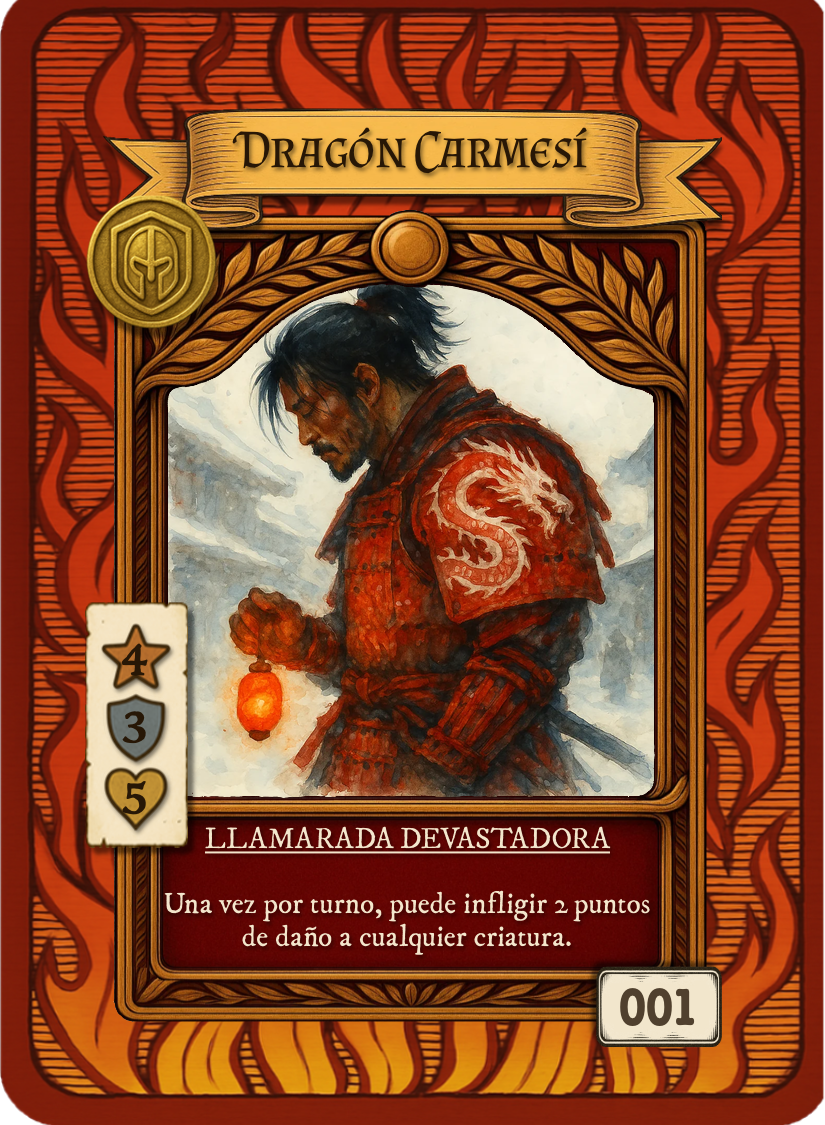 Dragón Carmesí
4
3
5
LLAMARADA DEVASTADORA
Una vez por turno, puede infligir 2 puntos
de daño a cualquier criatura.
001